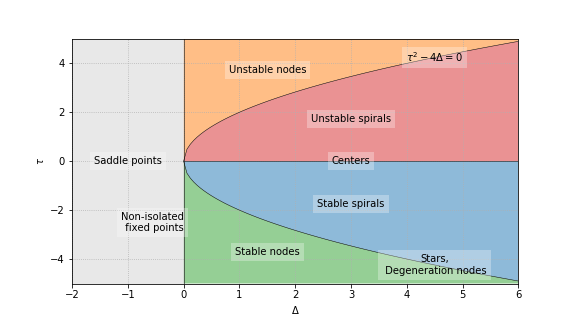 τ² − 4Δ = 0
Unstable nodes
Unstable spirals
Saddle points
Centers
Stable spirals
Non-isolated
fixed points
Stable nodes
Stars,
Degeneration nodes
4
2
0
−2
−4
τ
−2 −1 0 1 2 3 4 5 6
Δ